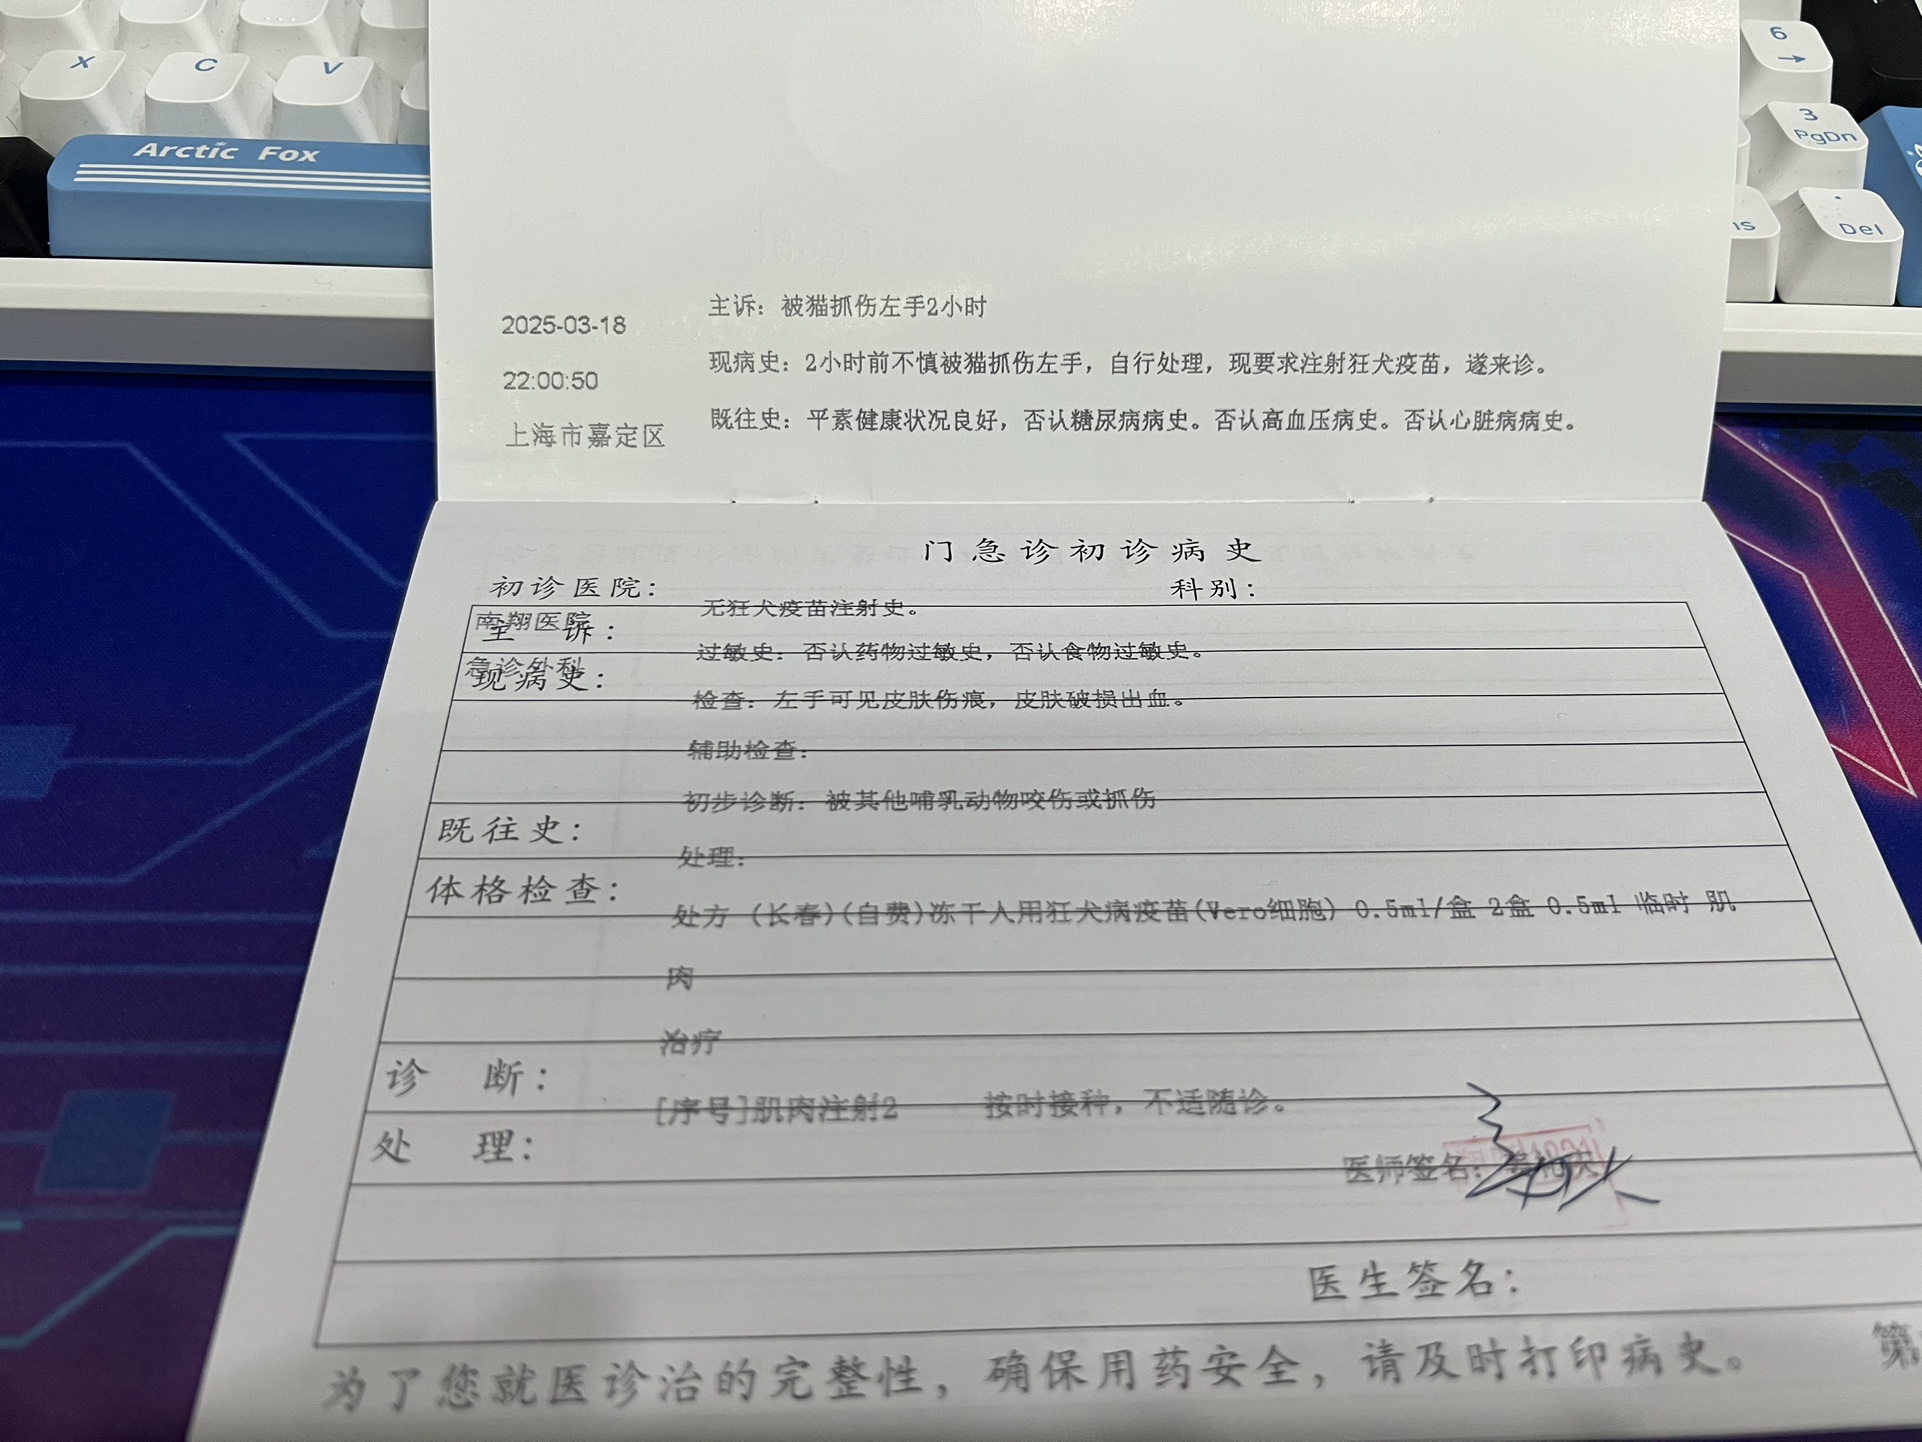 X C V
6
3
PgDn
Arctic Fox
Del
2025-03-18
22:00:50
上海市嘉定区
主诉：被猫抓伤左手2小时
现病史：2小时前不慎被猫抓伤左手，自行处理，现要求注射狂犬疫苗，遂来诊。
既往史：平素健康状况良好，否认糖尿病病史。否认高血压病史。否认心脏病病史。
门急诊初诊病史
初诊医院： 科别：
南翔医院
主 诉：
无狂犬疫苗注射史。
急诊外科
现病史：
过敏史：否认药物过敏史，否认食物过敏史。
检查：左手可见皮肤伤痕，皮肤破损出血。
辅助检查：
初步诊断：被其他哺乳动物咬伤或抓伤
既往史：
处理：
体格检查：
处方 (长春)(自费)冻干人用狂犬病疫苗(Vero细胞) 0.5ml/盒 2盒 0.5ml 临时 肌
肉
治疗
诊 断：
[序号]肌肉注射2 按时接种，不适随诊。
处 理：
医师签名：
医生签名：
为了您就医诊治的完整性，确保用药安全，请及时打印病史。 第